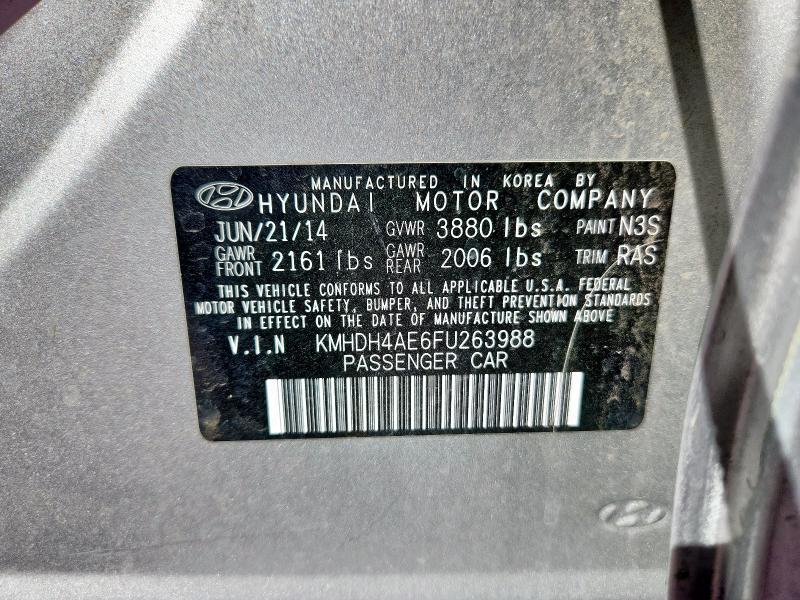 MANUFACTURED IN KOREA BY
HYUNDAI MOTOR COMPANY
JUN/21/14 GVWR 3880 lbs PAINT N3S
GAWR FRONT 2161 lbs GAWR REAR 2006 lbs TRIM RAS
THIS VEHICLE CONFORMS TO ALL APPLICABLE U.S.A. FEDERAL
MOTOR VEHICLE SAFETY, BUMPER, AND THEFT PREVENTION STANDARDS
IN EFFECT ON THE DATE OF MANUFACTURE SHOWN ABOVE
V.I.N KMHDH4AE6FU263988
PASSENGER CAR